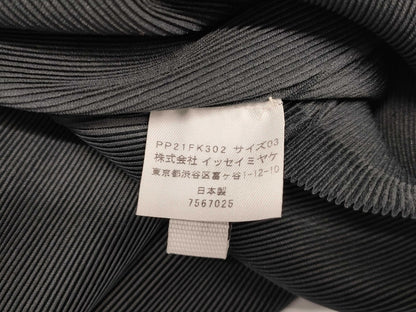 PP21FK302 サイズ03
株式会社 イッセイミヤケ
東京都渋谷区富ヶ谷1-12-10
日本製
7567025